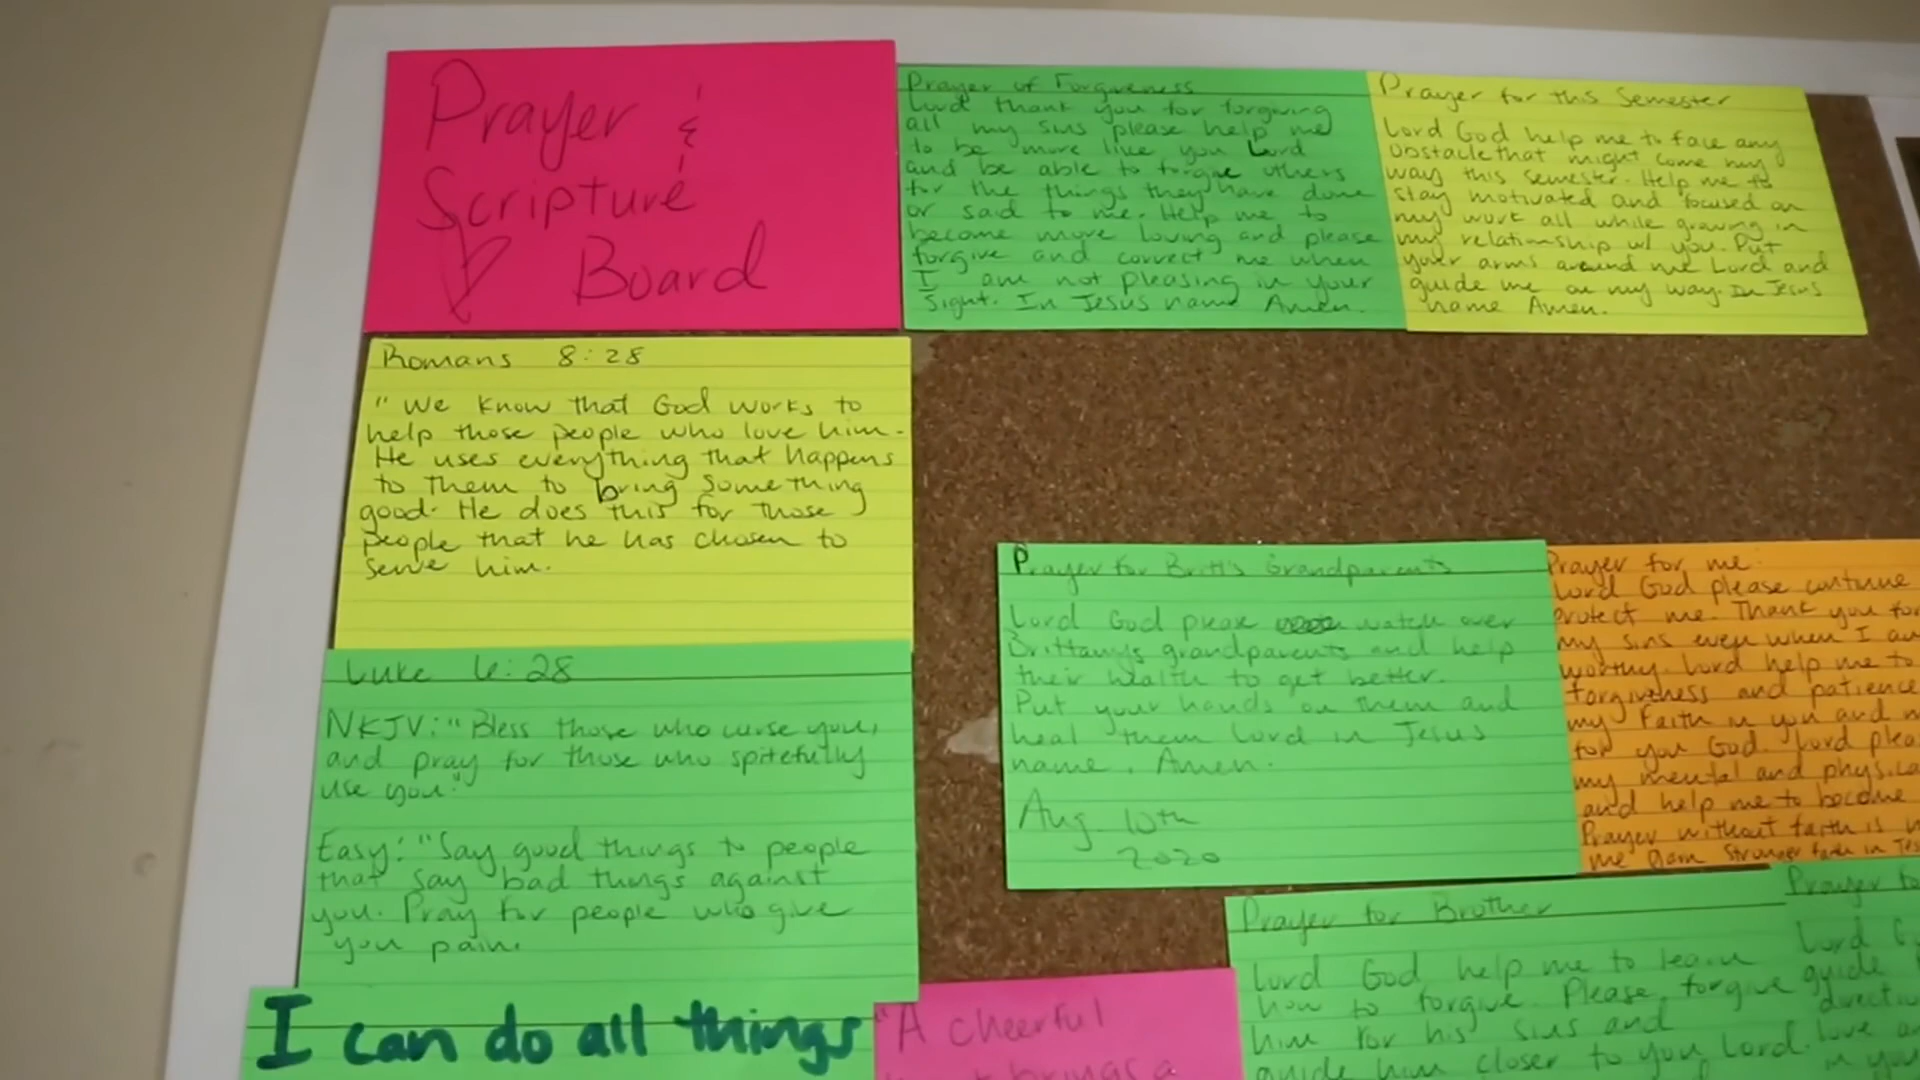 Prayer &
Scripture
Board
Prayer of Forgiveness
Lord thank you for forgiving
all my sins please help me
to be more like you Lord
and be able to forgive others
for the things they have done
or said to me. Help me to
become more loving and please
forgive and correct me when
I am not pleasing in your
Sight. In Jesus name Amen.
Prayer for this Semester
Lord God help me to face any
obstacle that might come my
way this semester. Help me to
stay motivated and focused on
my work all while growing in
my relationship w/ you. Put
your arms around me Lord and
guide me on my way. In Jesus
name Amen.
Romans 8:28
"We know that God works to
help those people who love him.
He uses everything that happens
to them to bring something
good. He does this for those
people that he has chosen to
serve him.
Luke 6:28
NKJV: "Bless those who curse you,
and pray for those who spitefully
use you."
Easy: "Say good things to people
that say bad things against
you. Pray for people who give
you pain.
I can do all things
Prayer for Britt's Grandparents
Lord God please watch over
Brittany's grandparents and help
their health to get better.
Put your hands on them and
heal them Lord in Jesus
name. Amen.
Aug 10th
2020
Prayer for me
Lord God please continue
protect me. Thank you for
my sins even when I
worthy. Lord help me to
forgiveness and patience
my Faith in you and
for you God. Lord
my mental and
and help me to become
Prayer without faith is
me stronger faith in
"A cheerful
brings a
Prayer for Brother
Lord God help me to learn
how to forgive. Please forgive
him for his sins and
guide him closer to you Lord.
Prayer
Lord
guide
love
in your